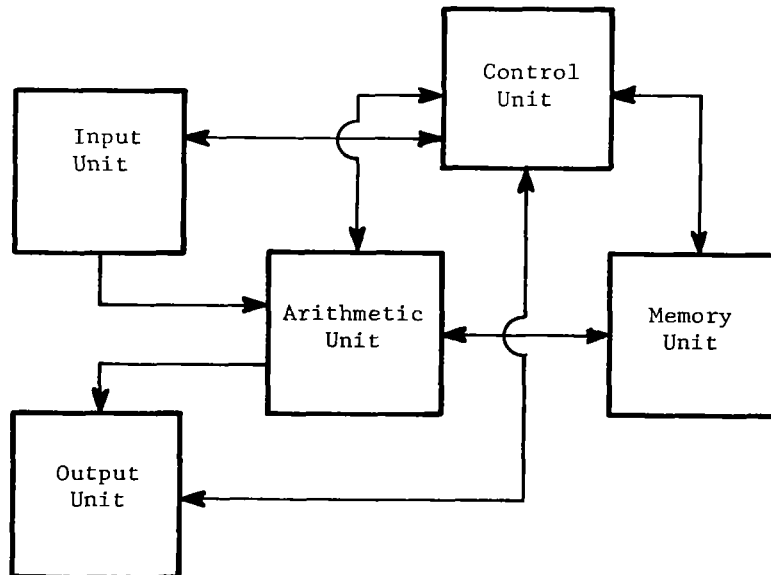 Control
Unit
Input
Unit
Arithmetic
Unit
Memory
Unit
Output
Unit